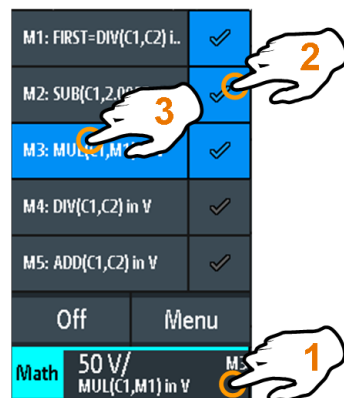 M1: FIRST=DIV(C1,C2) i..
2
M2: SUB(C1,2.0
3
M3: MUL(C1,M1)
M4: DIV(C1,C2) in V
M5: ADD(C1,C2) in V
Off Menu
Math 50 V/ M3
MUL(C1,M1) in V
1